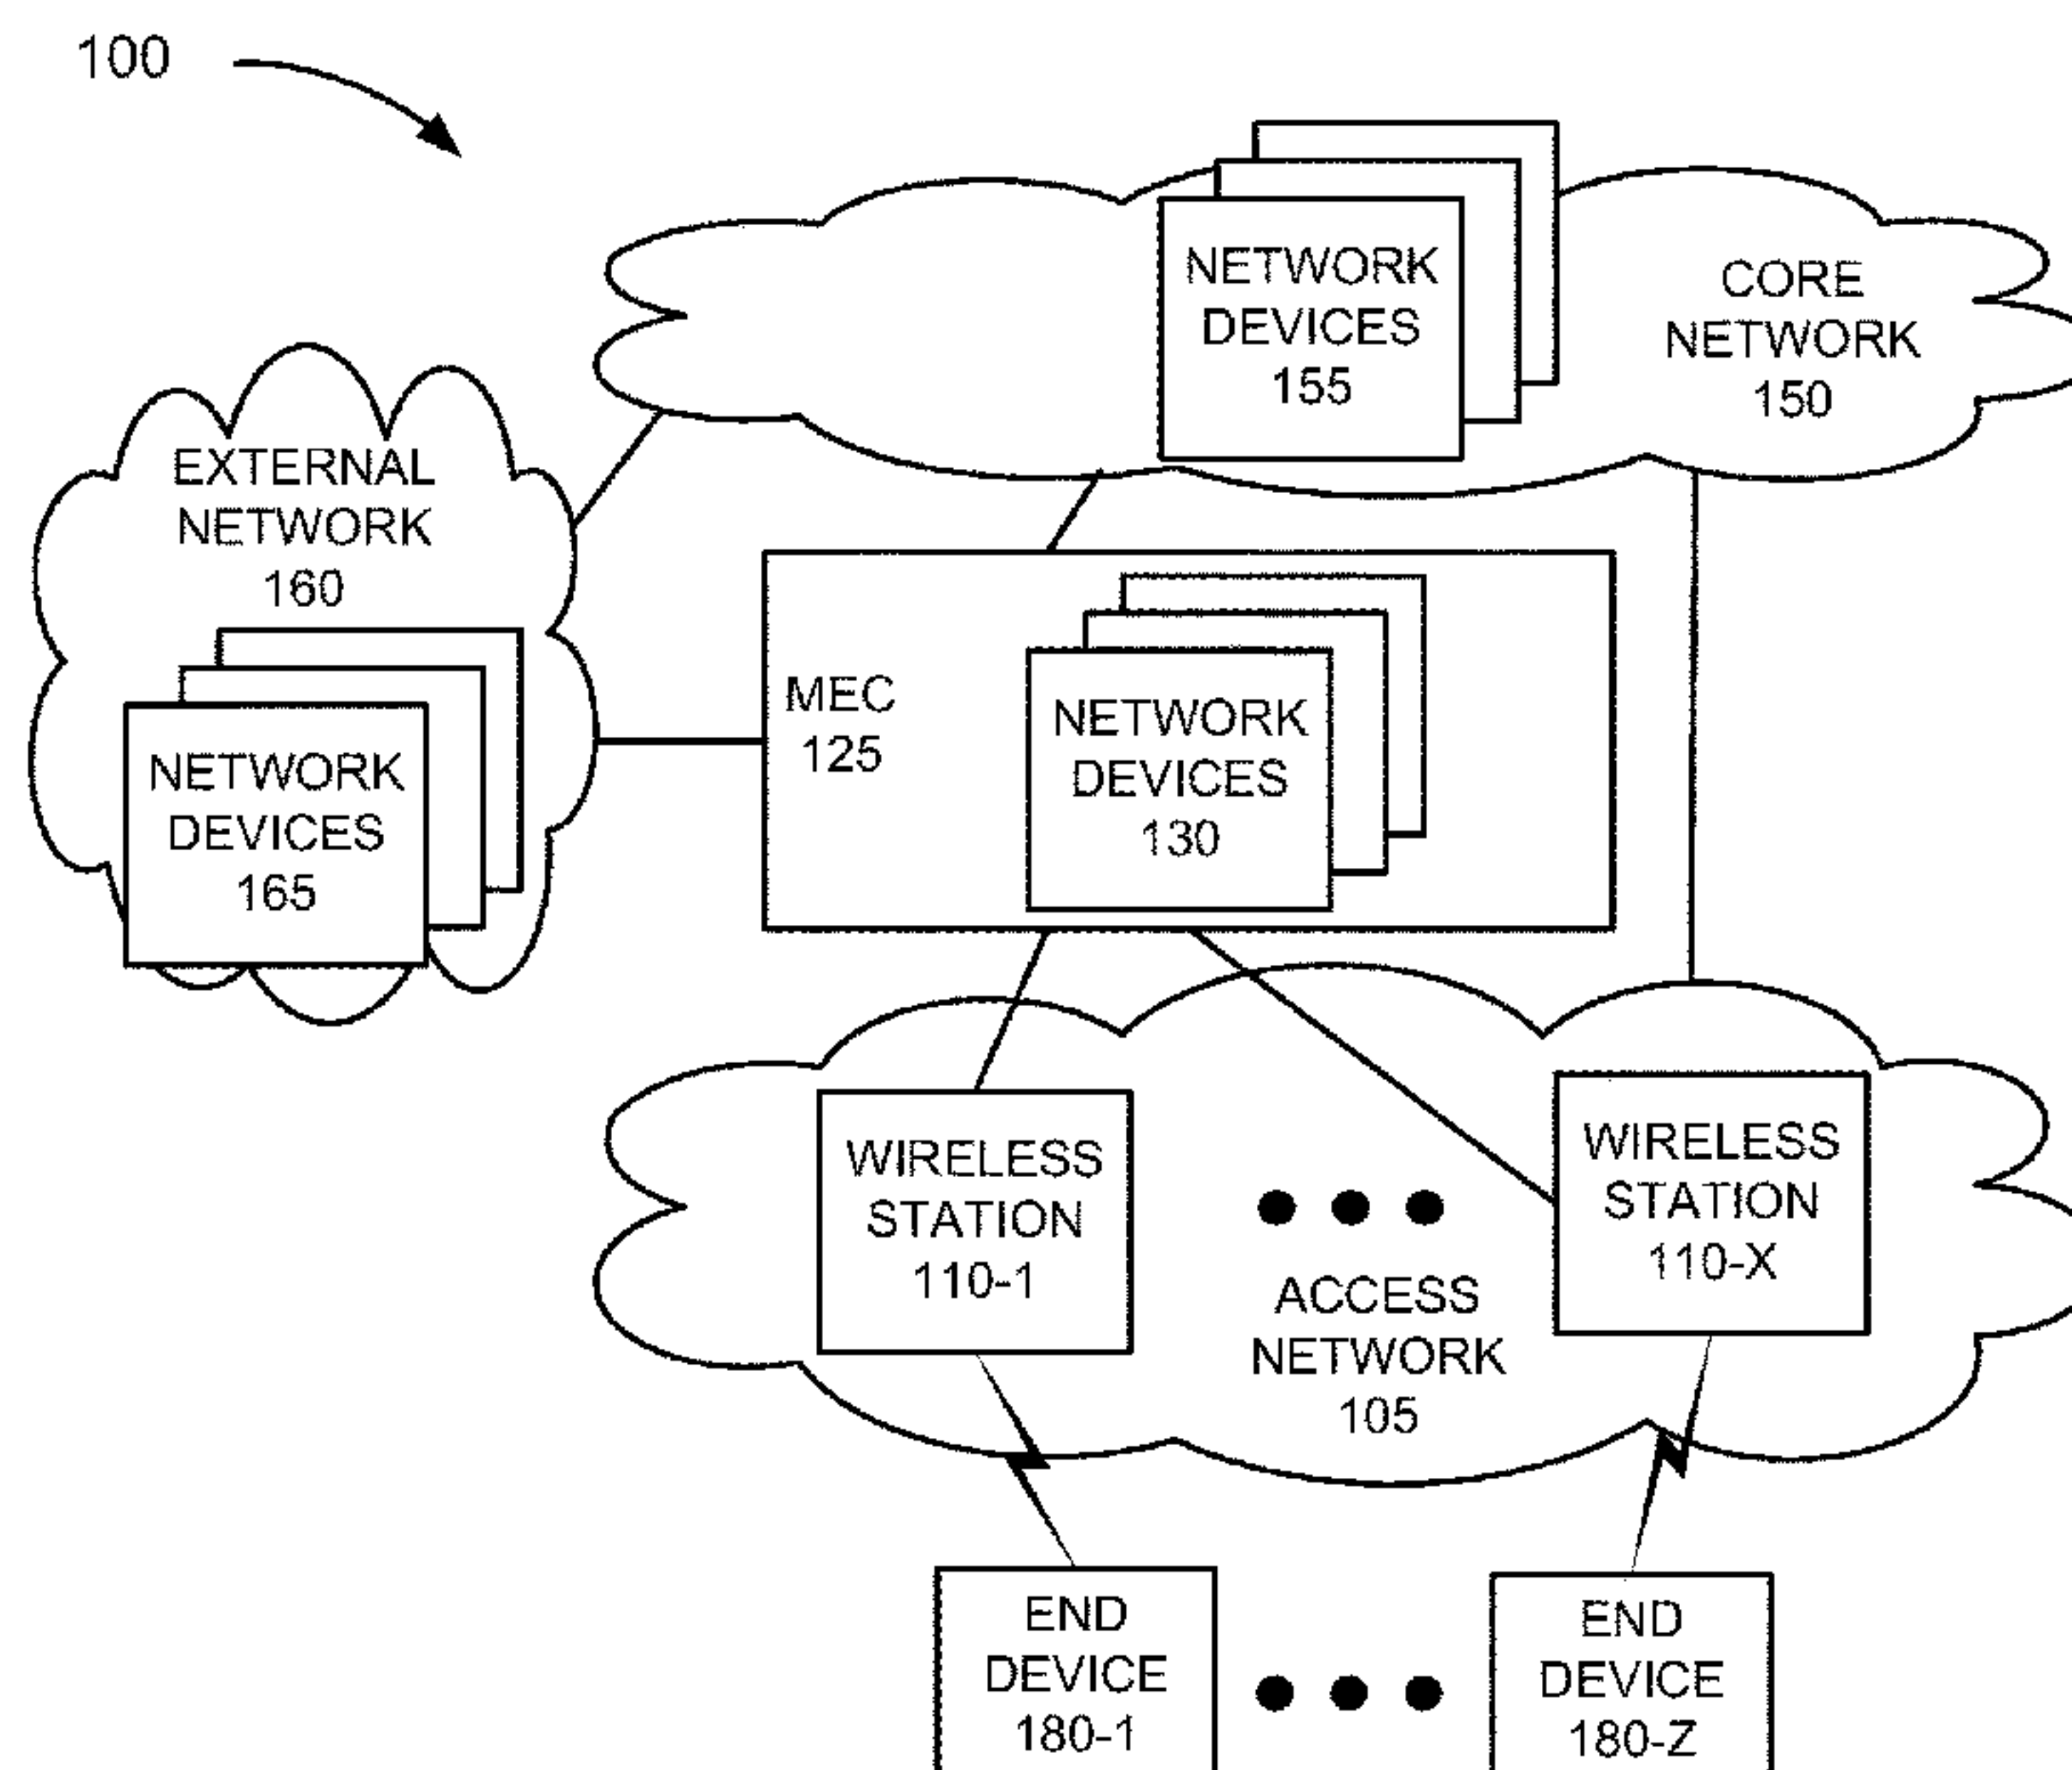 100
NETWORK
DEVICES
155
CORE
NETWORK
150
EXTERNAL
NETWORK
160
NETWORK
DEVICES
165
MEC
125
NETWORK
DEVICES
130
WIRELESS
STATION
110-1
WIRELESS
STATION
110-X
ACCESS
NETWORK
105
END
DEVICE
180-1
END
DEVICE
180-Z